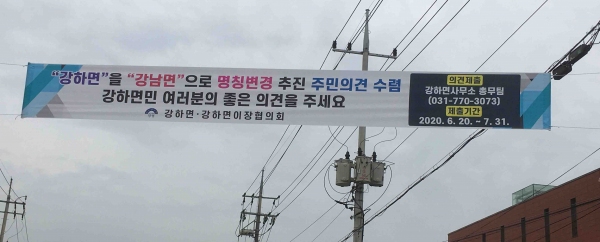 "강하면"을 "강남면"으로 명칭변경 추진 주민의견 수렴
강하면민 여러분의 좋은 의견을 주세요
강하면·강하면이장협의회
의견제출
강하면사무소 총무팀
(031-770-3073)
제출기간
2020. 6. 20. ~ 7. 31.